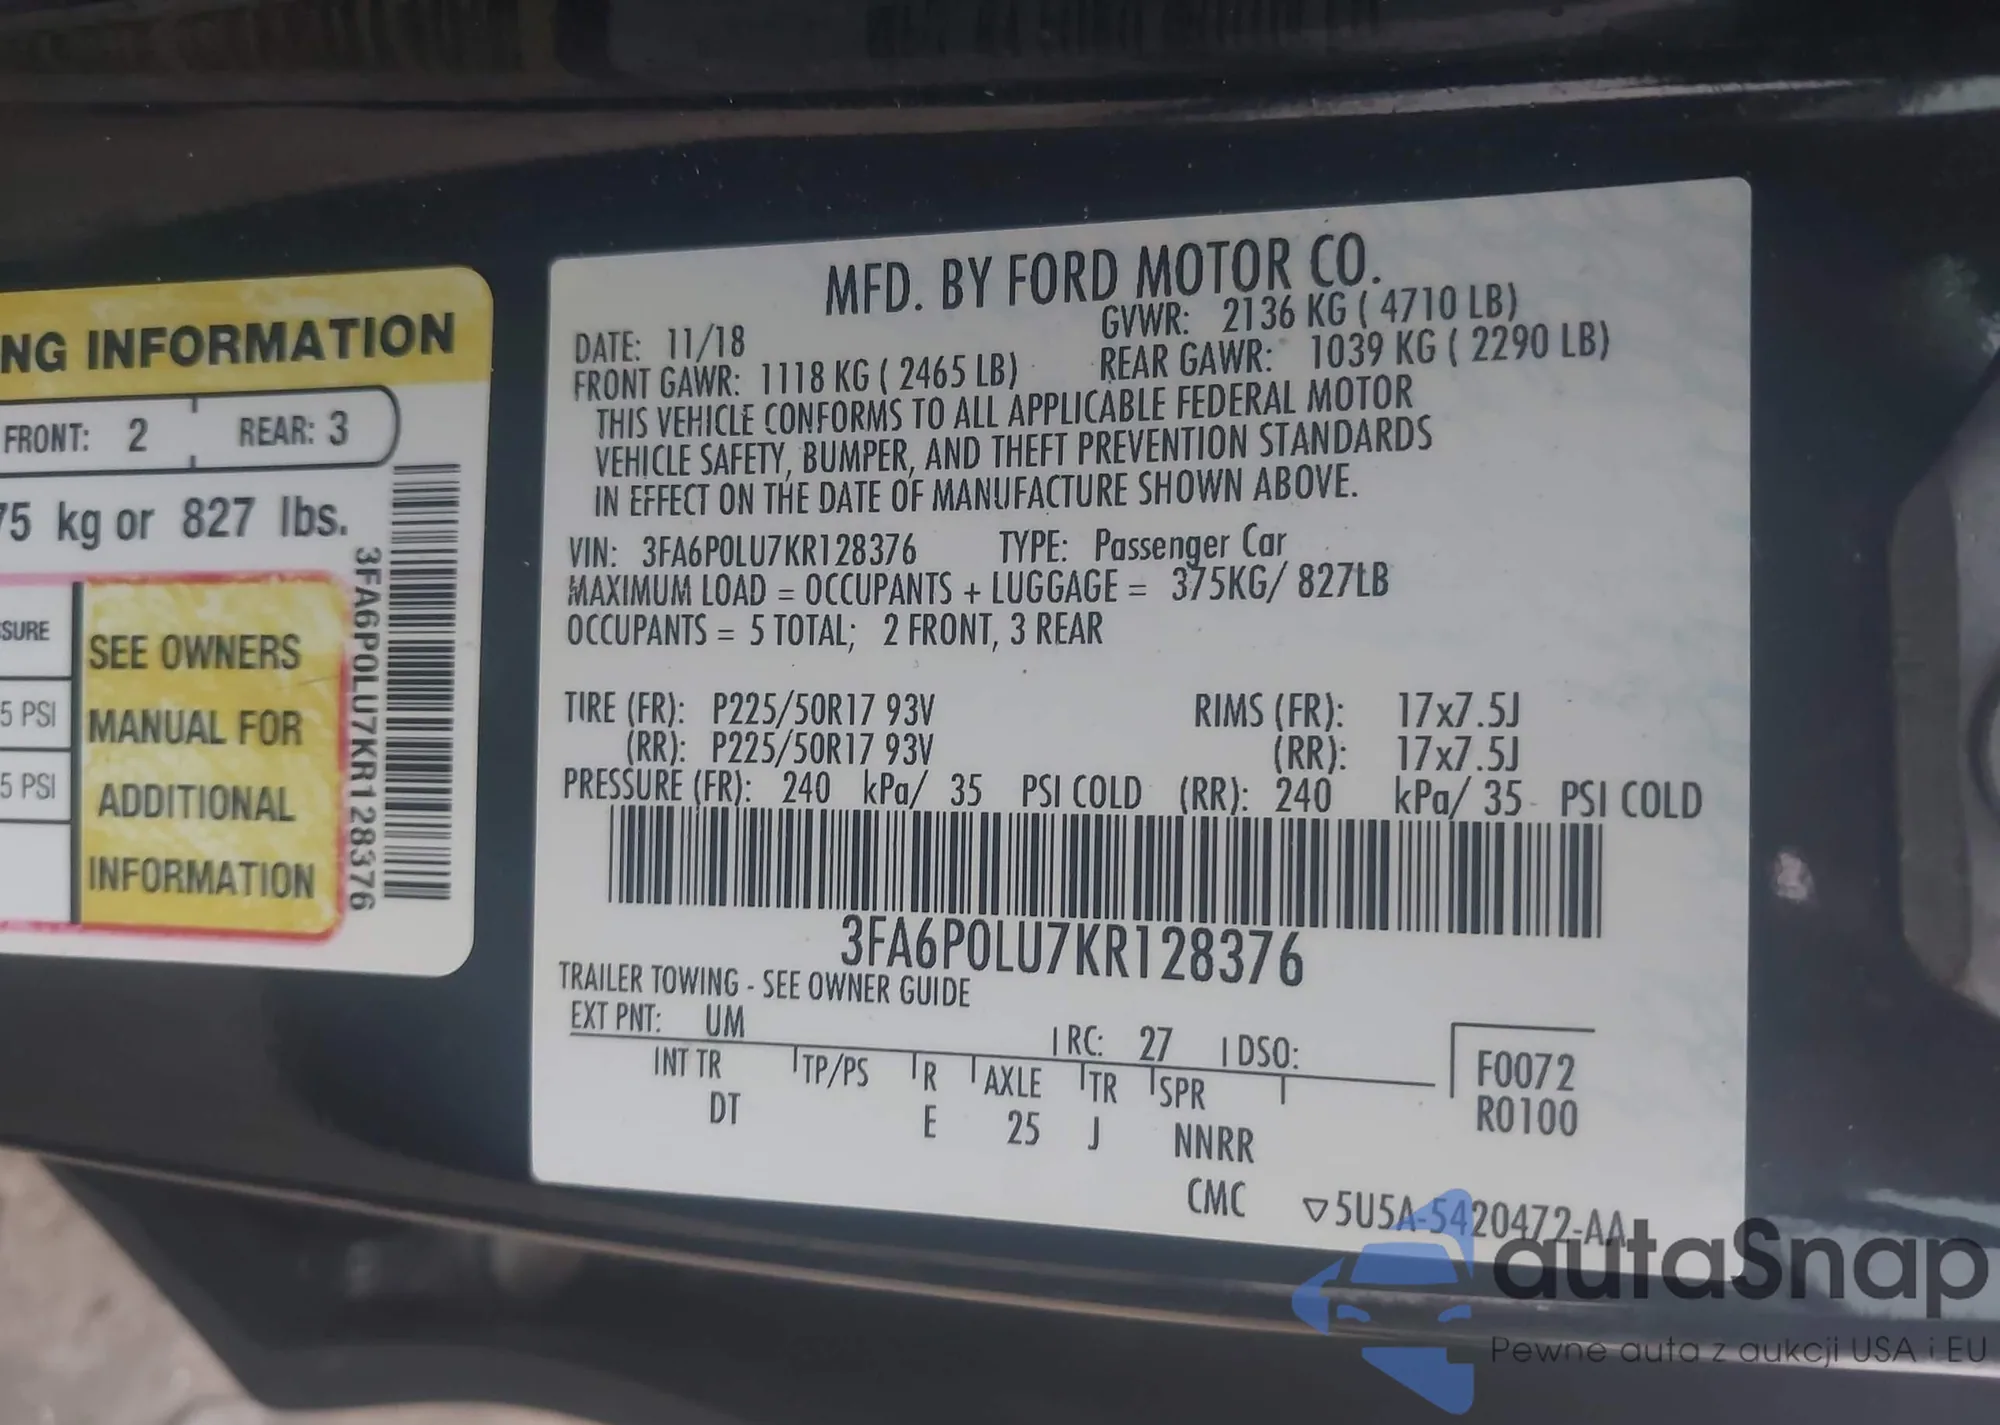 NG INFORMATION
FRONT: 2 REAR: 3
75 kg or 827 lbs.
SURE
5 PSI
5 PSI
SEE OWNERS
MANUAL FOR
ADDITIONAL
INFORMATION
3FA6P0LU7KR128376
MFD. BY FORD MOTOR CO.
DATE: 11/18 GVWR: 2136 KG ( 4710 LB)
FRONT GAWR: 1118 KG ( 2465 LB) REAR GAWR: 1039 KG ( 2290 LB)
THIS VEHICLE CONFORMS TO ALL APPLICABLE FEDERAL MOTOR
VEHICLE SAFETY, BUMPER, AND THEFT PREVENTION STANDARDS
IN EFFECT ON THE DATE OF MANUFACTURE SHOWN ABOVE.
VIN: 3FA6P0LU7KR128376 TYPE: Passenger Car
MAXIMUM LOAD = OCCUPANTS + LUGGAGE = 375KG/ 827LB
OCCUPANTS = 5 TOTAL; 2 FRONT, 3 REAR
TIRE (FR): P225/50R17 93V RIMS (FR): 17x7.5J
(RR): P225/50R17 93V (RR): 17x7.5J
PRESSURE (FR): 240 kPa/ 35 PSI COLD (RR): 240 kPa/ 35 PSI COLD
3FA6P0LU7KR128376
TRAILER TOWING - SEE OWNER GUIDE
EXT PNT: UM RC: 27 DSO:
INT TR TP/PS R AXLE TR SPR
DT E 25 J NNRR
CMC
F0072
R0100
▽5U5A-5420472-AA
autaSnap
Pewne auta z aukcji USA i EU